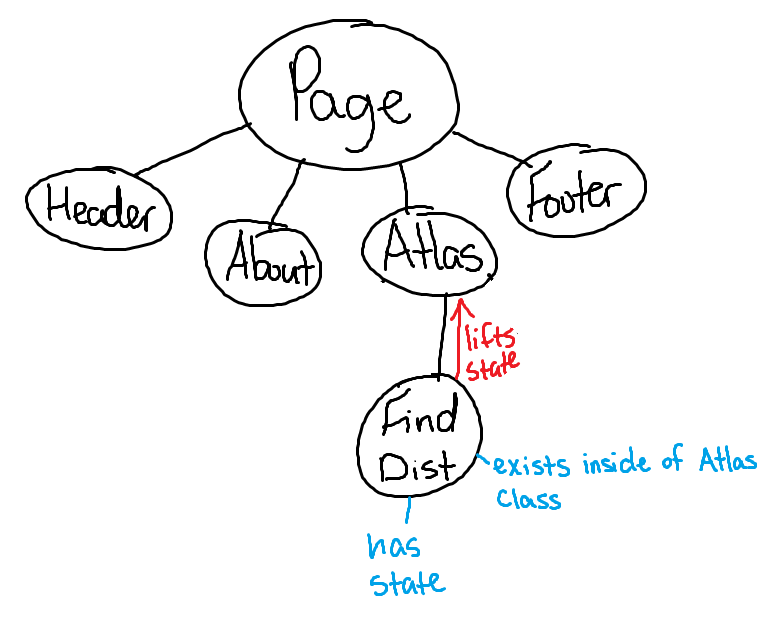 Page
Header
About
Atlas
Footer
lifts
state
Find
Dist
exists inside of Atlas
Class
has
state